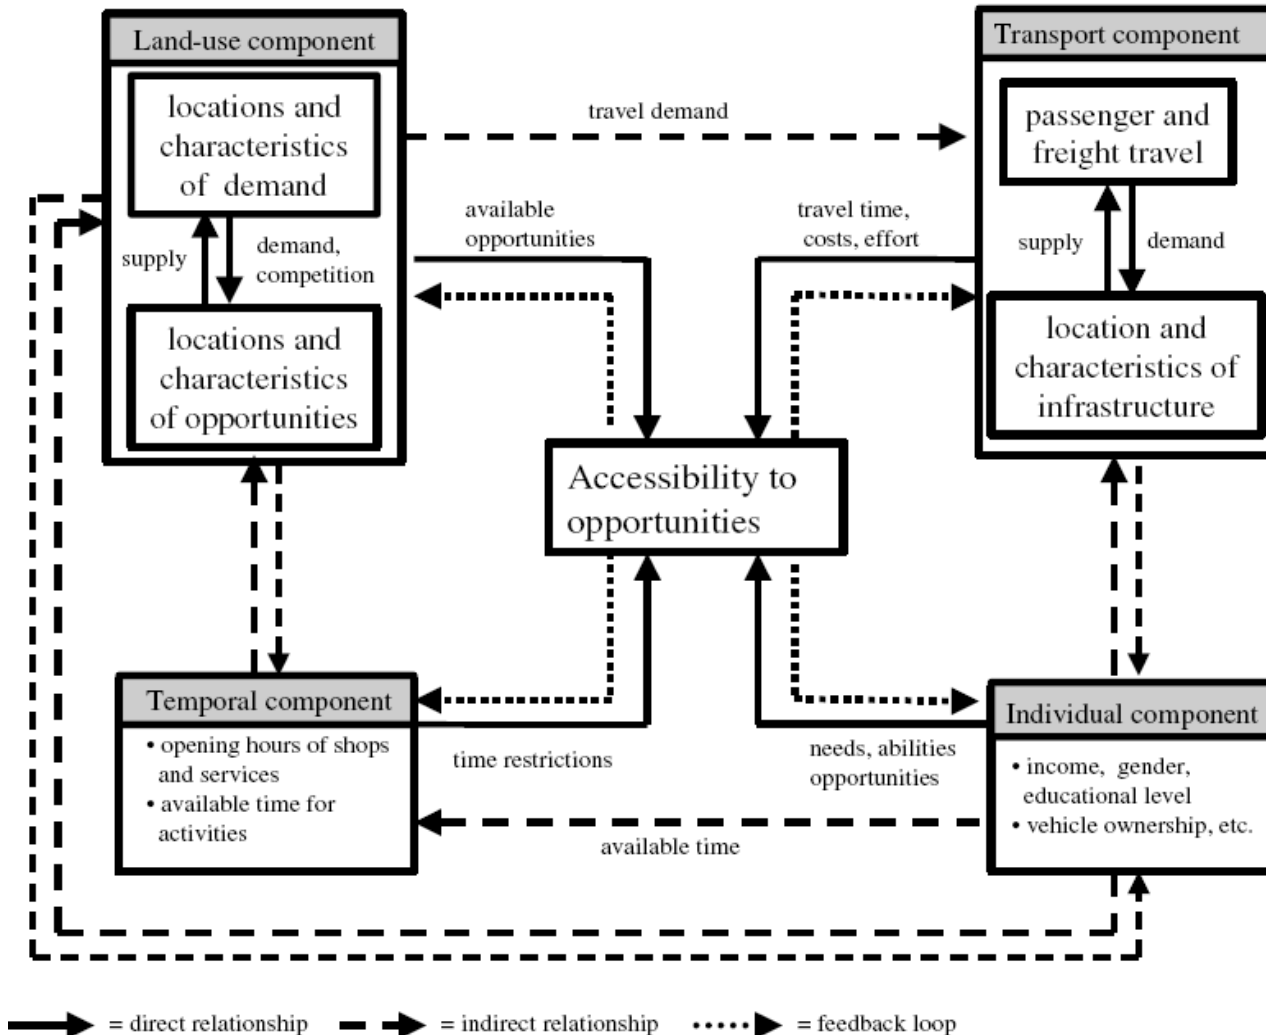 Land-use component
locations and
characteristics
of demand
supply
demand,
competition
locations and
characteristics
of opportunities
travel demand
available
opportunities
travel time,
costs, effort
Transport component
passenger and
freight travel
supply
demand
location and
characteristics of
infrastructure
Accessibility to
opportunities
Temporal component
• opening hours of shops
and services
• available time for
activities
time restrictions
needs, abilities
opportunities
available time
Individual component
• income, gender,
educational level
• vehicle ownership, etc.
= direct relationship
= indirect relationship
= feedback loop